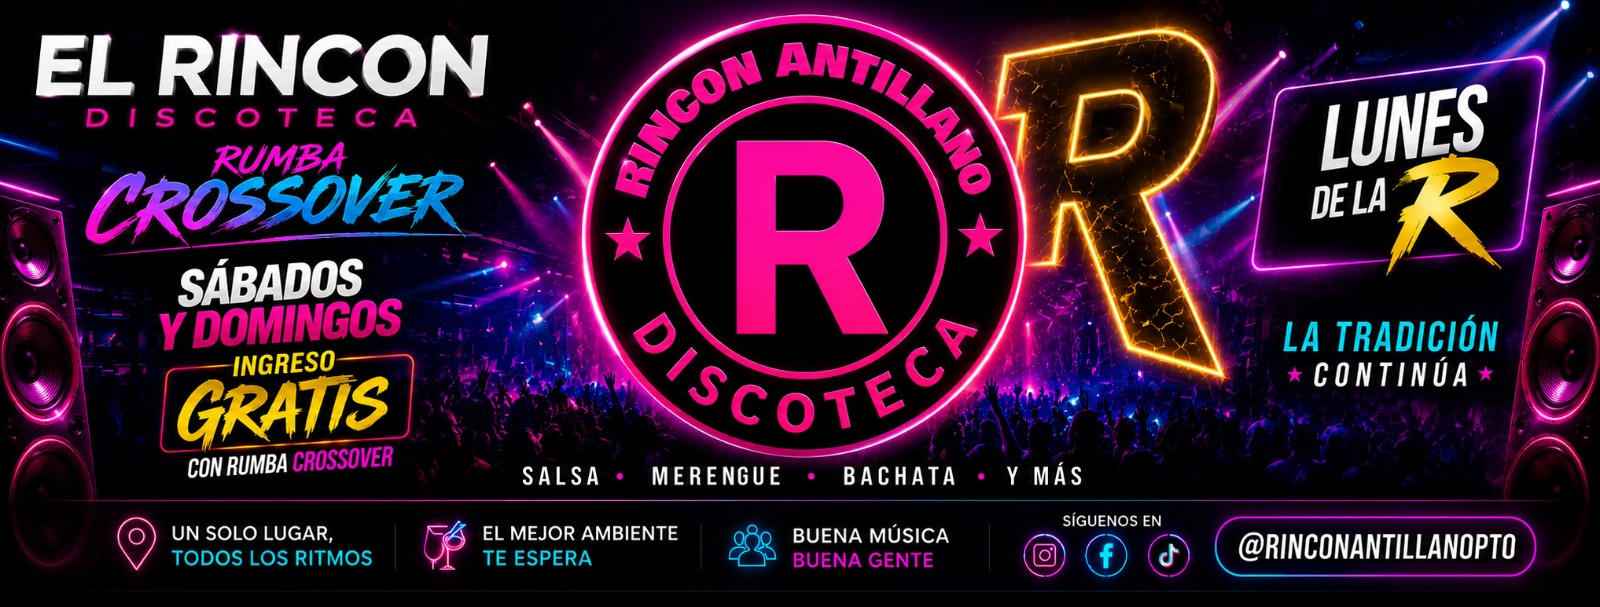 EL RINCON
DISCOTECA
RUMBA
CROSSOVER
SÁBADOS
Y DOMINGOS
INGRESO
GRATIS
CON RUMBA CROSSOVER
RINCON ANTILLANO
R
DISCOTECA
R
LUNES
DE LA R
LA TRADICIÓN
★ CONTINÚA ★
SALSA • MERENGUE • BACHATA • Y MÁS
UN SOLO LUGAR,
TODOS LOS RITMOS
EL MEJOR AMBIENTE
TE ESPERA
BUENA MÚSICA
BUENA GENTE
SÍGUENOS EN
@RINCONANTILLANOPTO